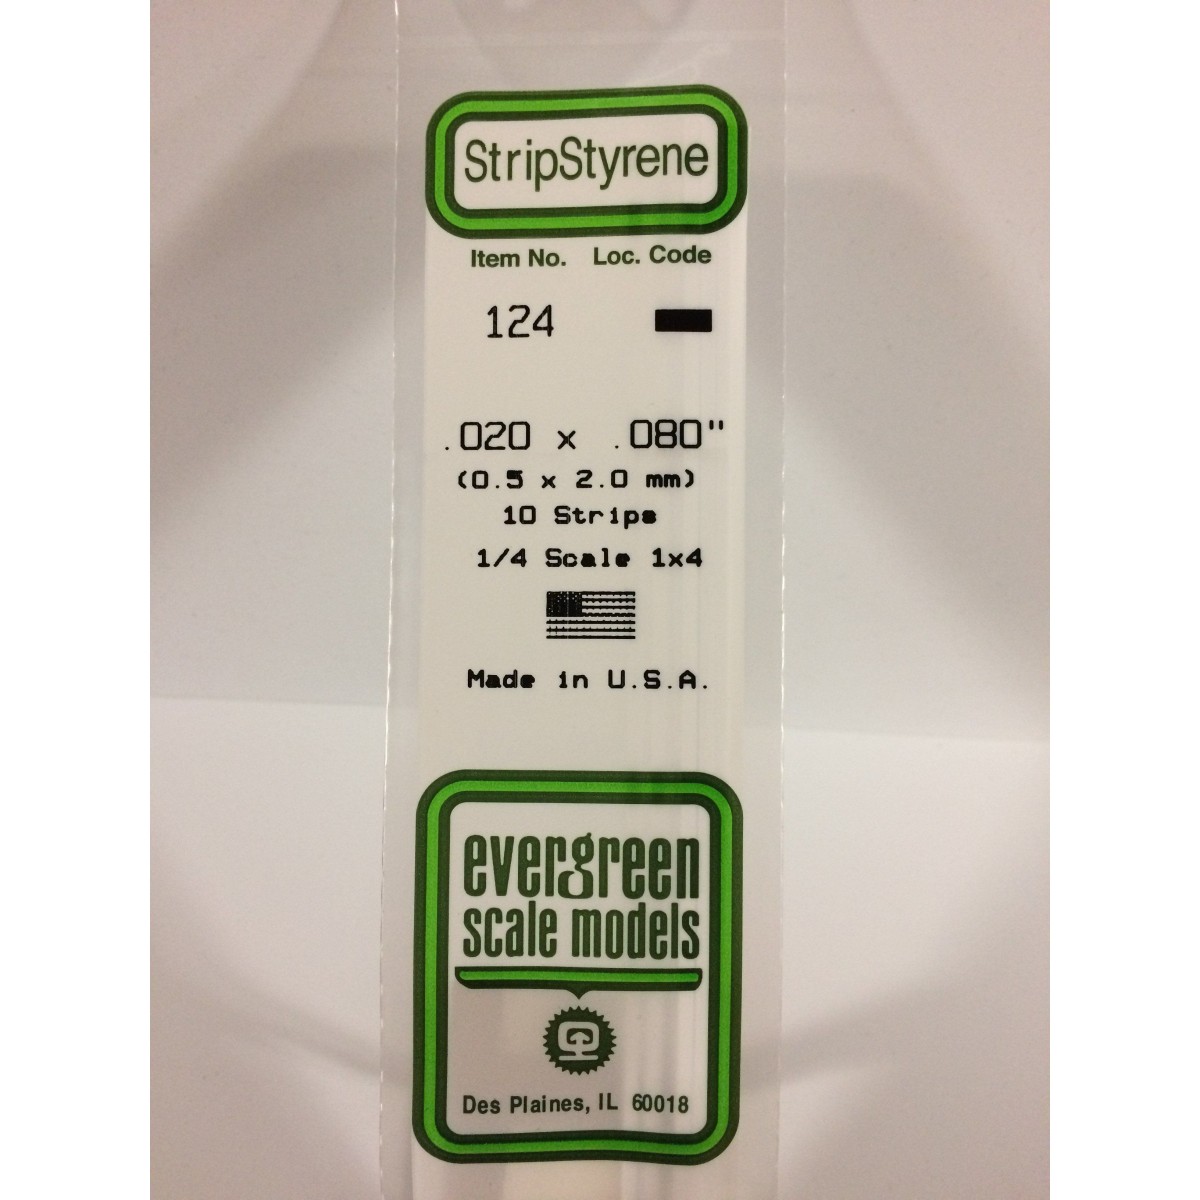 StripStyrene
Item No. Loc. Code
124
.020 x .080"
(0.5 x 2.0 mm)
10 Strips
1/4 Scale 1x4
Made in U.S.A.
evergreen
scale models
Des Plaines, IL 60018